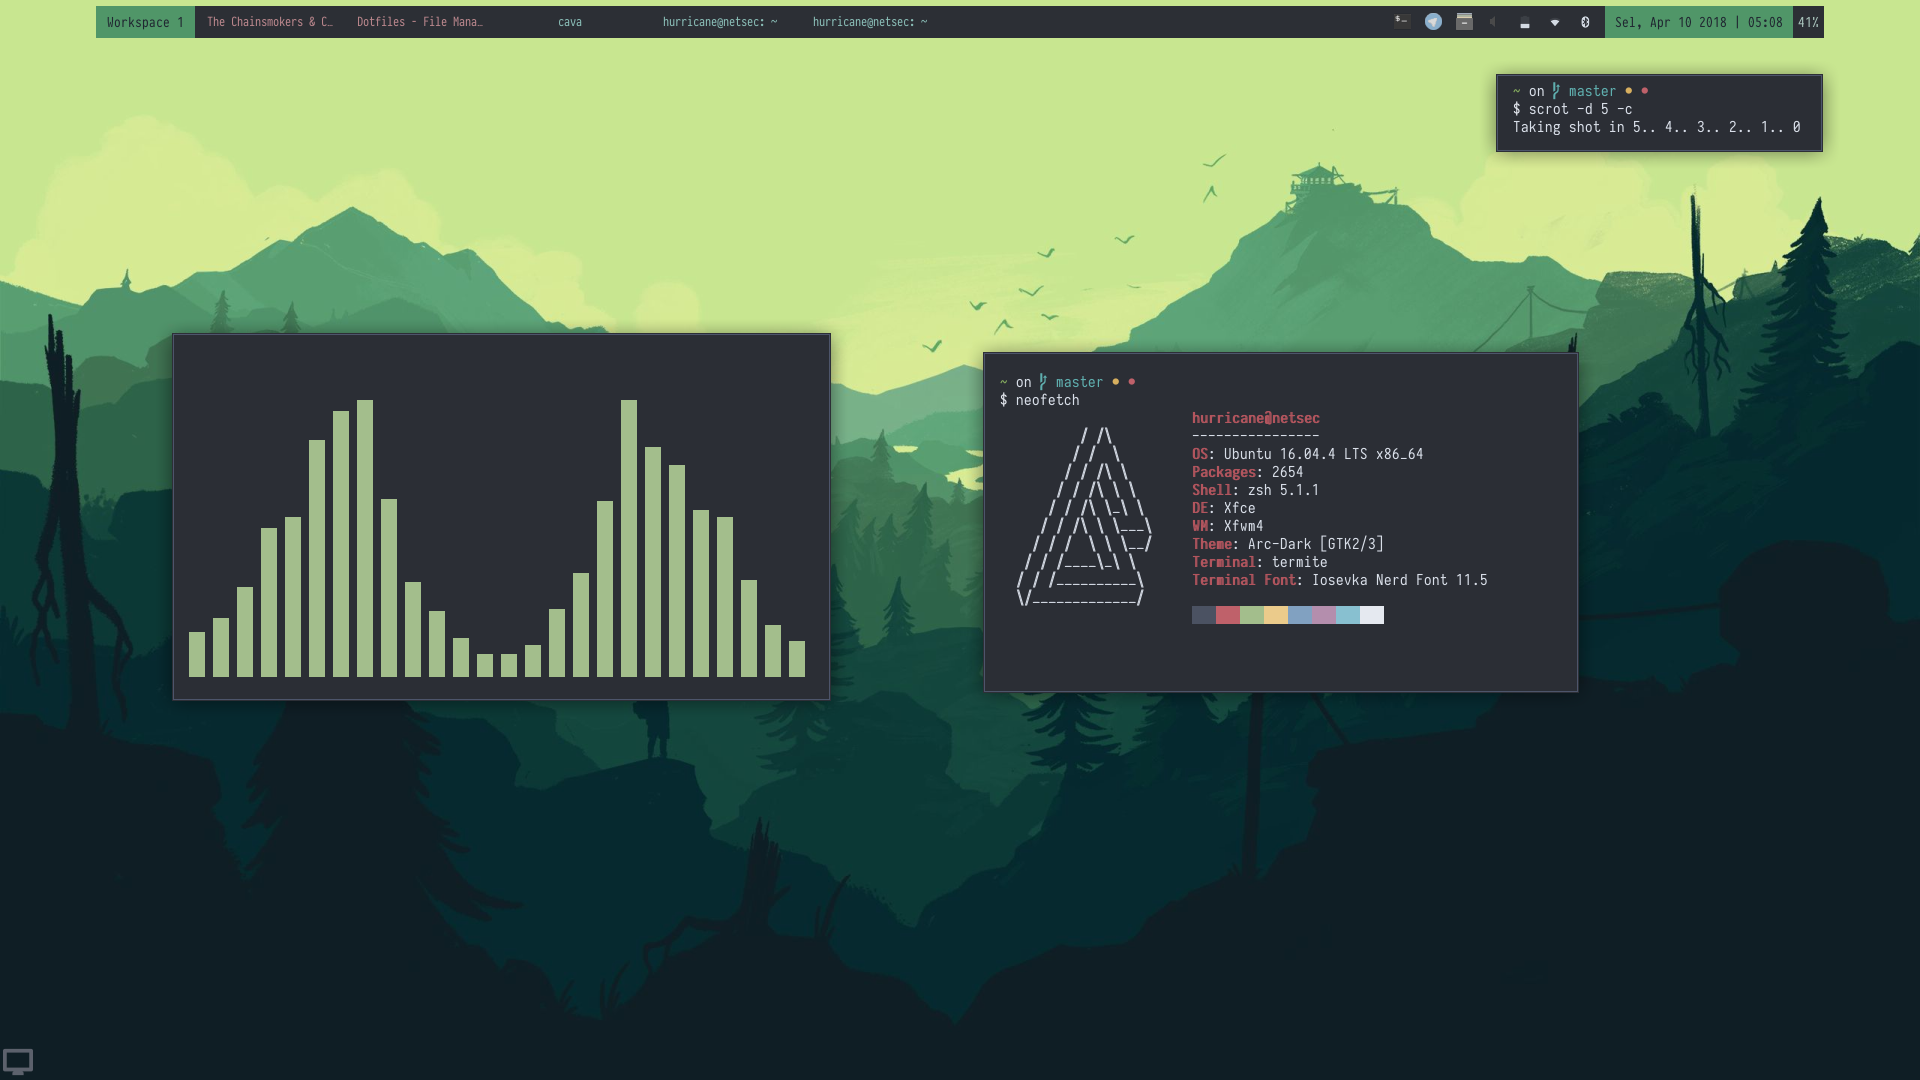 Workspace 1
The Chainsmokers & C…
Dotfiles - File Mana…
cava
hurricane@netsec: ~
hurricane@netsec: ~
$-
Sel, Apr 10 2018 | 05:08
41%
~ on master
$ scrot -d 5 -c
Taking shot in 5.. 4.. 3.. 2.. 1.. 0
~ on master
$ neofetch
hurricane@netsec
----------------
OS: Ubuntu 16.04.4 LTS x86_64
Packages: 2654
Shell: zsh 5.1.1
DE: Xfce
WM: Xfwm4
Theme: Arc-Dark [GTK2/3]
Terminal: termite
Terminal Font: Iosevka Nerd Font 11.5